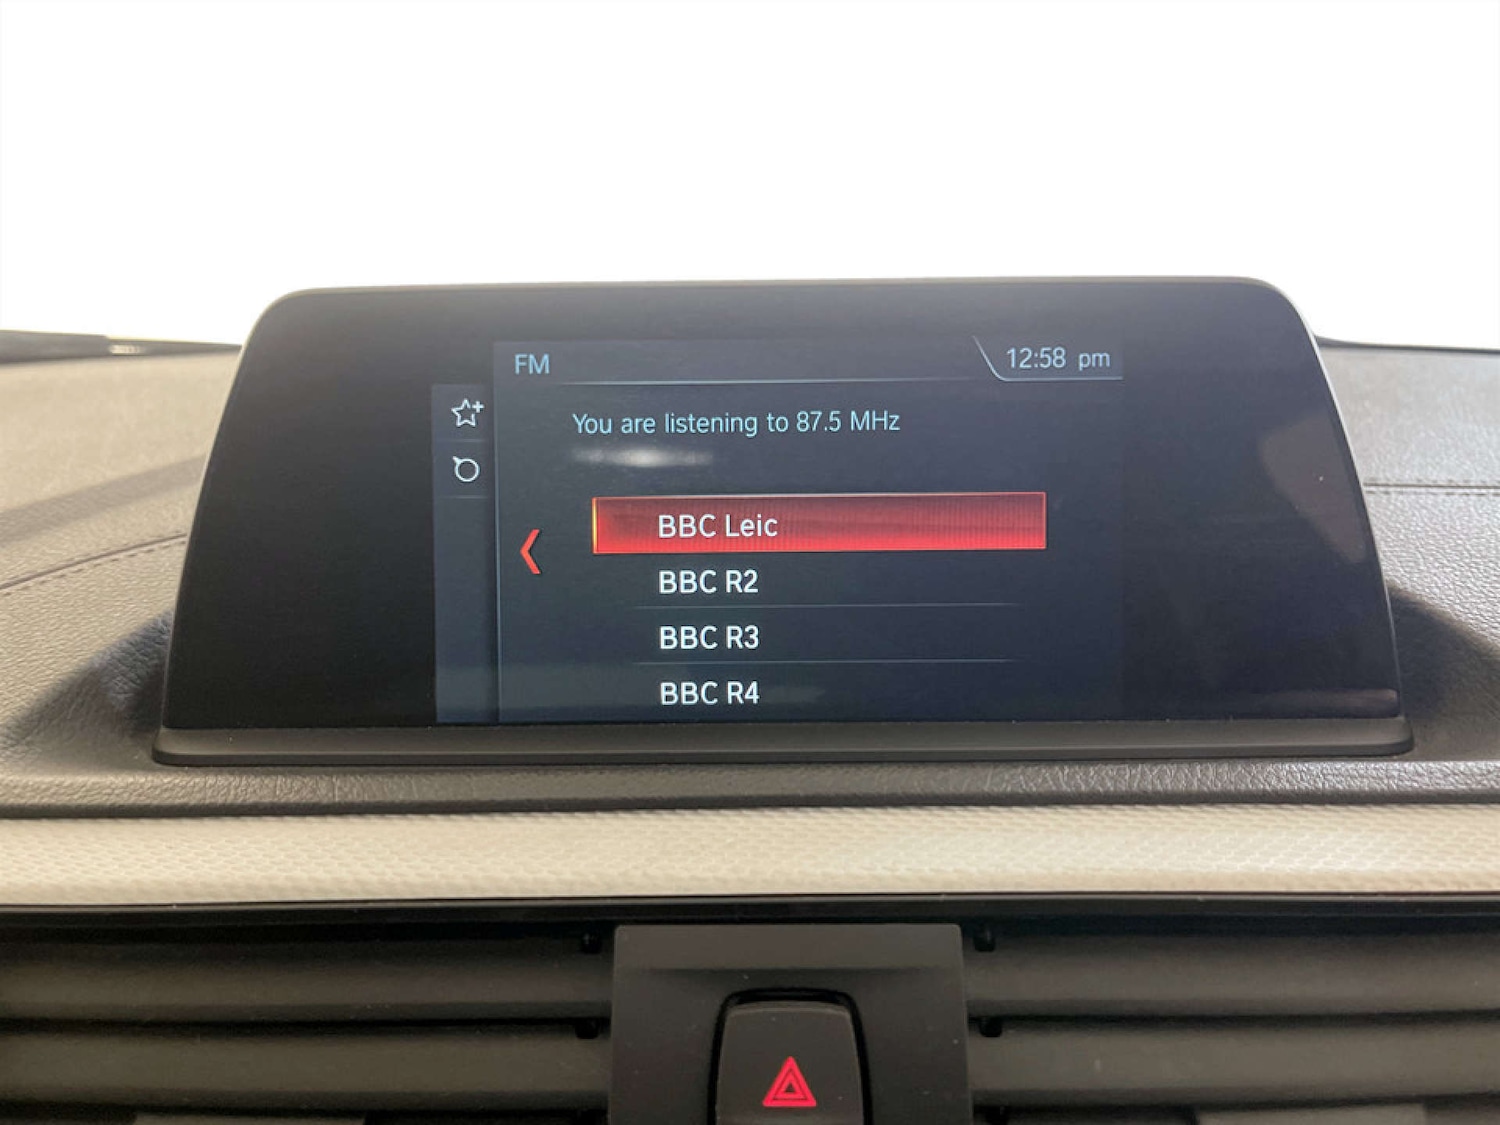 FM
12:58 pm
You are listening to 87.5 MHz
BBC Leic
BBC R2
BBC R3
BBC R4